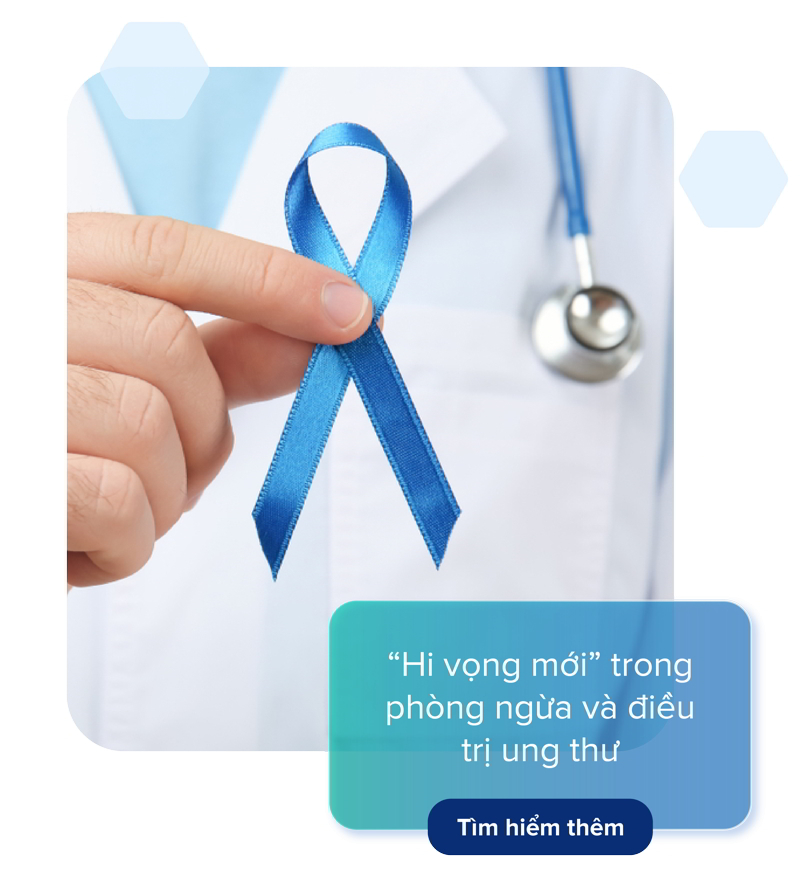 “Hi vọng mới” trong
phòng ngừa và điều
trị ung thư
Tìm hiểm thêm